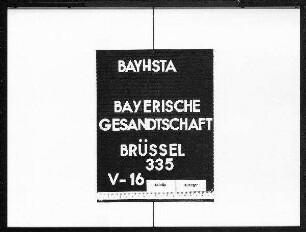 BAYHSTA
BAYERISCHE
GESANDTSCHAFT
BRÜSSEL
335
V-16